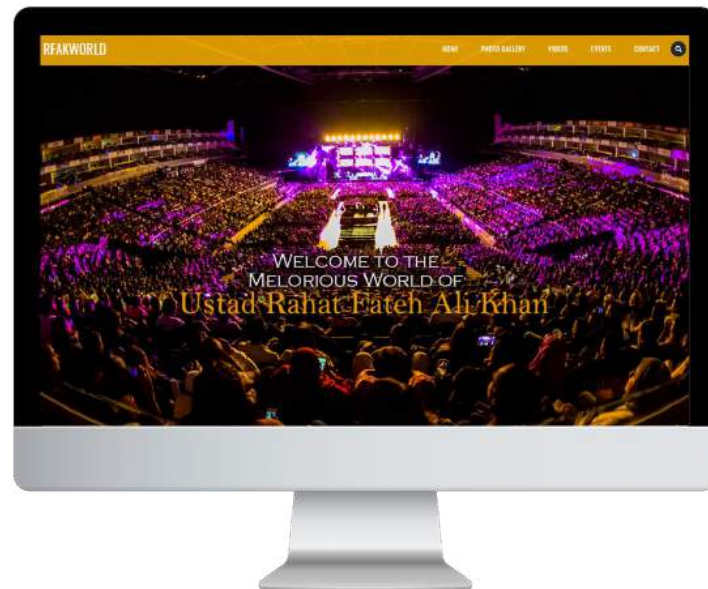 RFAKWORLD
HOME PHOTO GALLERY VIDEOS EVENTS CONTACT
WELCOME TO THE
MELORIOUS WORLD OF
Ustad Rahat Fateh Ali Khan